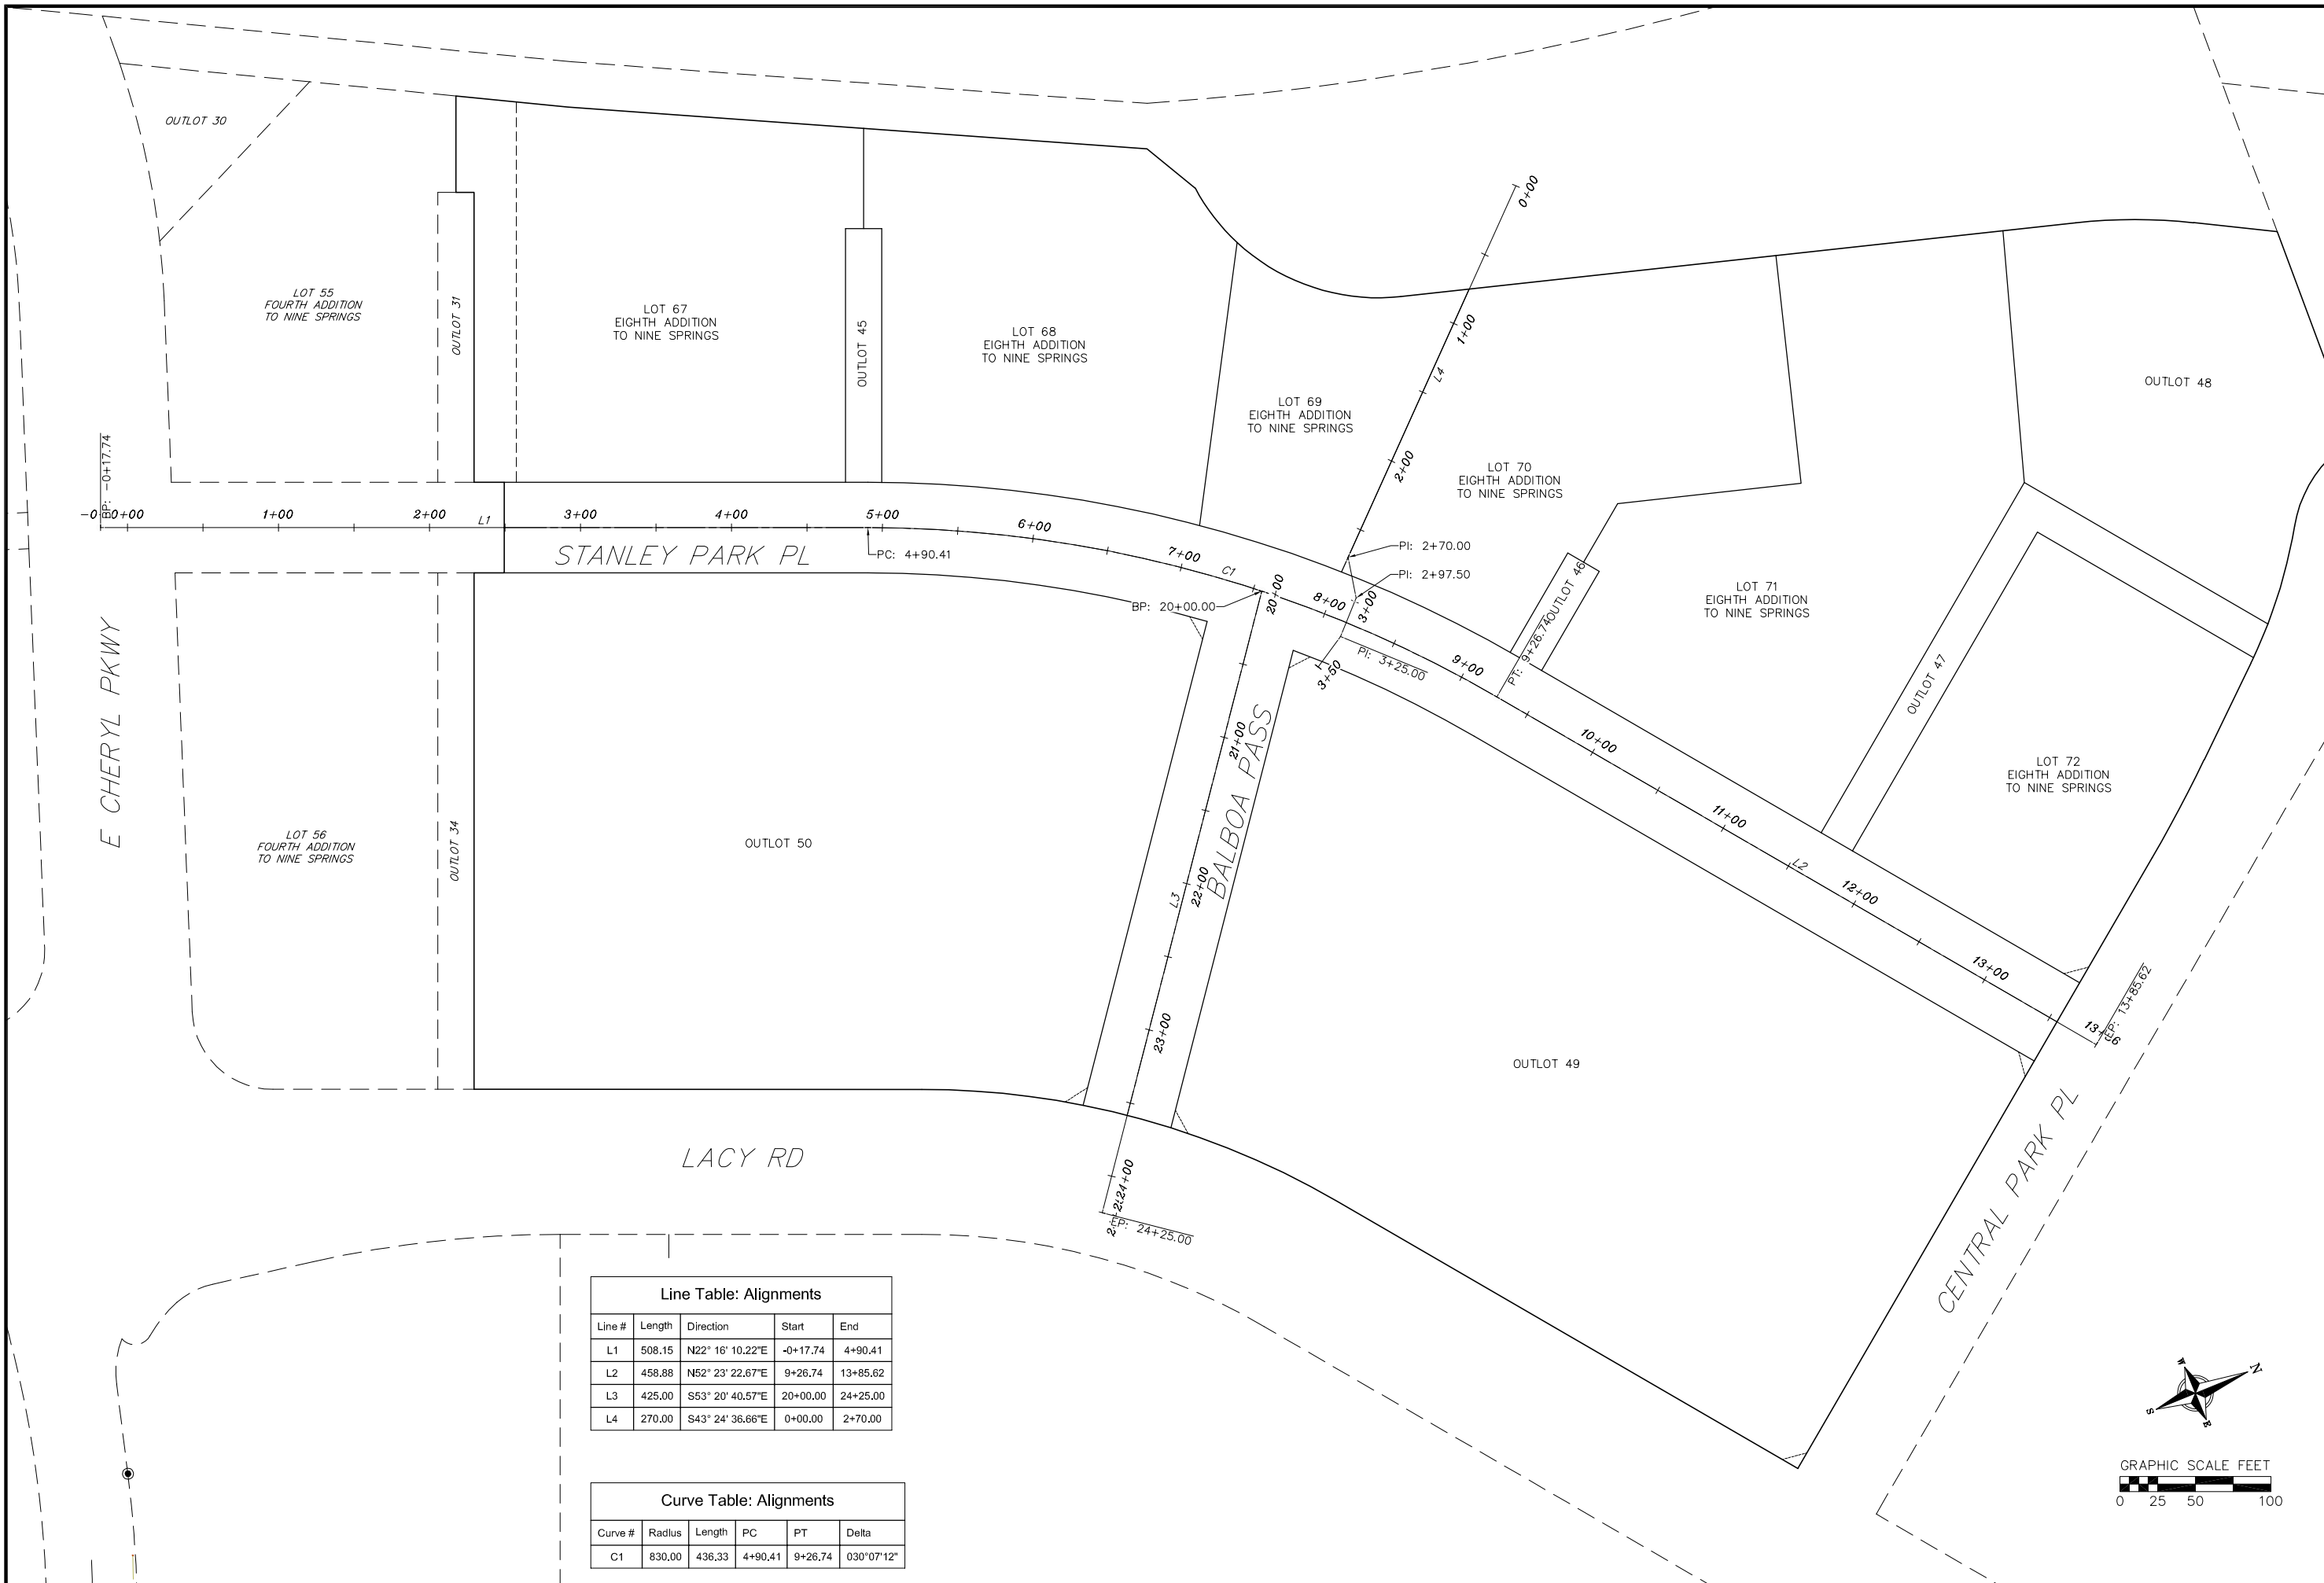 OUTLOT 30
LOT 55
FOURTH ADDITION
TO NINE SPRINGS
OUTLOT 31
LOT 67
EIGHTH ADDITION
TO NINE SPRINGS
OUTLOT 45
LOT 68
EIGHTH ADDITION
TO NINE SPRINGS
LOT 69
EIGHTH ADDITION
TO NINE SPRINGS
0+00
1+00
L4
2+00
LOT 70
EIGHTH ADDITION
TO NINE SPRINGS
OUTLOT 48
BP: -0+17.74
0+00
1+00
2+00
L1
3+00
4+00
5+00
6+00
7+00
C1
8+00
9+00
10+00
11+00
L2
12+00
13+00
STANLEY PARK PL
PC: 4+90.41
PI: 2+70.00
PI: 2+97.50
3+00
BP: 20+00.00
20+00
PI: 3+25.00
3+50
PT: 9+26.74
OUTLOT 46
LOT 71
EIGHTH ADDITION
TO NINE SPRINGS
OUTLOT 47
LOT 72
EIGHTH ADDITION
TO NINE SPRINGS
E CHERYL PKWY
LOT 56
FOURTH ADDITION
TO NINE SPRINGS
OUTLOT 34
OUTLOT 50
21+00
BALBOA PASS
22+00
L3
23+00
24+00
EP: 24+25.00
OUTLOT 49
EP: 13+85.62
LACY RD
CENTRAL PARK PL
Line Table: Alignments
Line # Length Direction Start End
L1 508.15 N22° 16' 10.22"E -0+17.74 4+90.41
L2 458.88 N52° 23' 22.67"E 9+26.74 13+85.62
L3 425.00 S53° 20' 40.57"E 20+00.00 24+25.00
L4 270.00 S43° 24' 36.66"E 0+00.00 2+70.00
Curve Table: Alignments
Curve # Radius Length PC PT Delta
C1 830.00 436.33 4+90.41 9+26.74 030°07'12"
W
N
S
E
GRAPHIC SCALE FEET
0 25 50 100